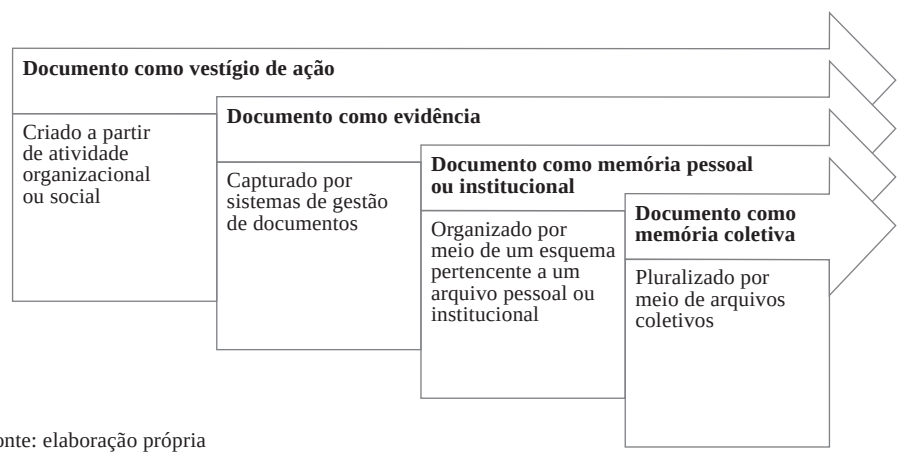 Documento como vestígio de ação
Criado a partir
de atividade
organizacional
ou social
Documento como evidência
Capturado por
sistemas de gestão
de documentos
Documento como memória pessoal
ou institucional
Organizado por
meio de um esquema
pertencente a um
arquivo pessoal ou
institucional
Documento como
memória coletiva
Pluralizado por
meio de arquivos
coletivos
onte: elaboração própria